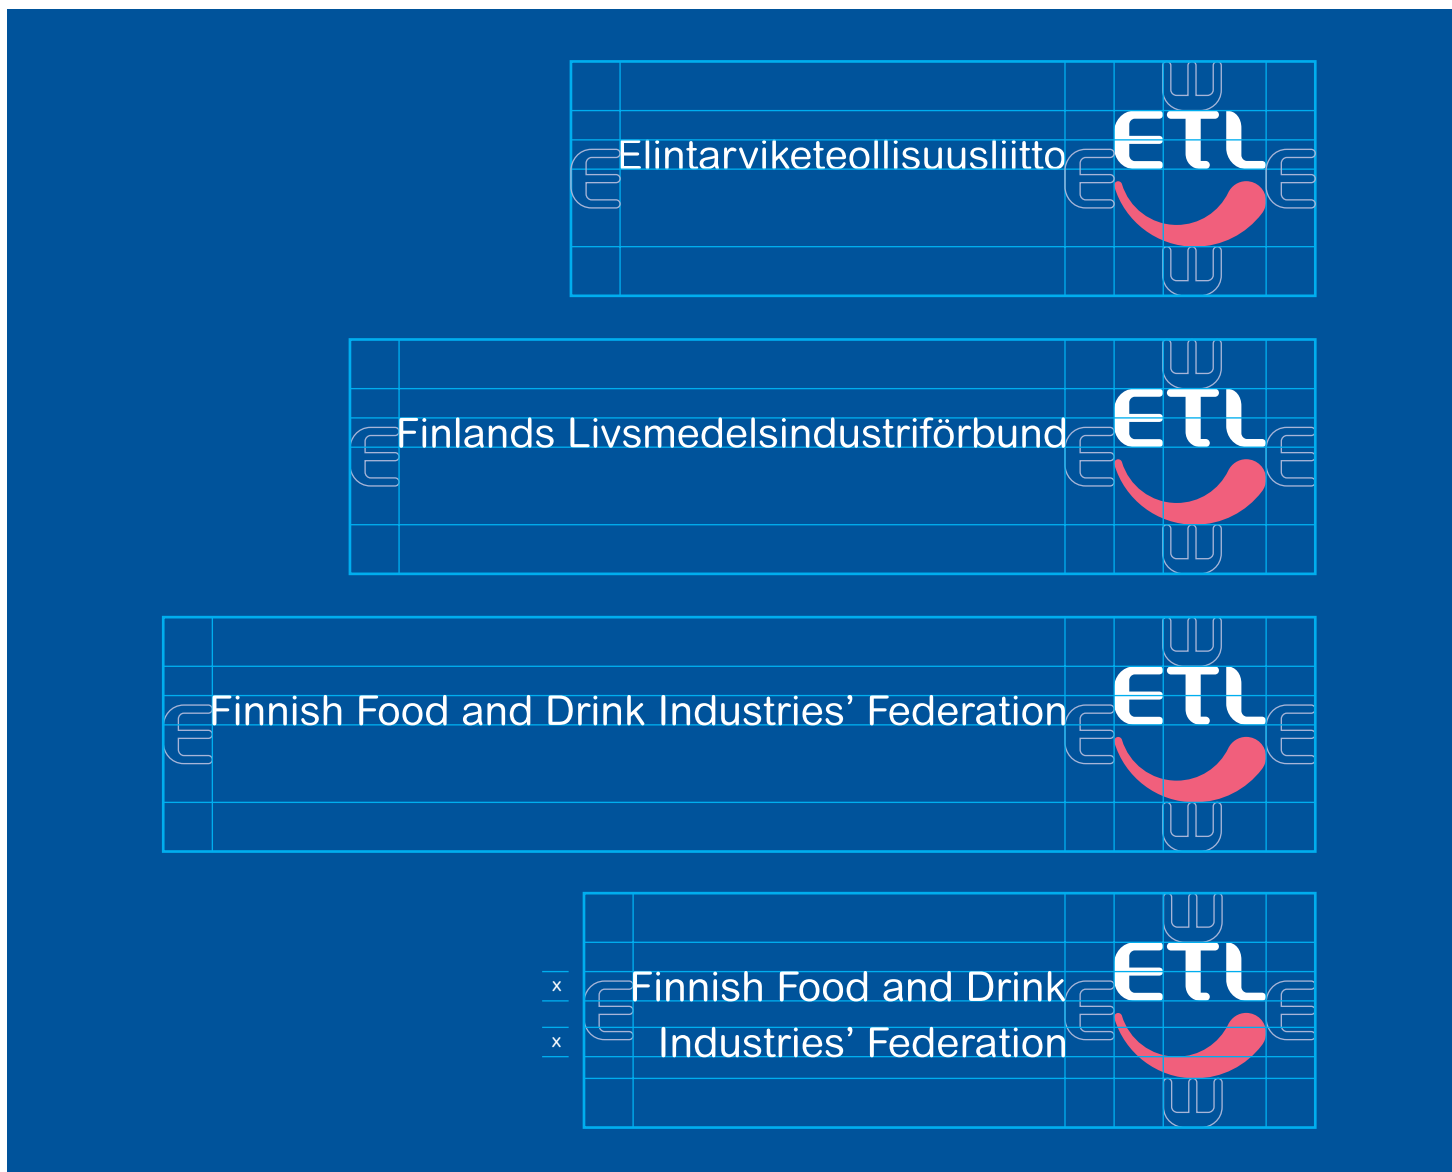 Elintarviketeollisuusliitto
ETL
Finlands Livsmedelsindustriförbund
ETL
Finnish Food and Drink Industries’ Federation
ETL
x
Finnish Food and Drink
ETL
x
Industries’ Federation